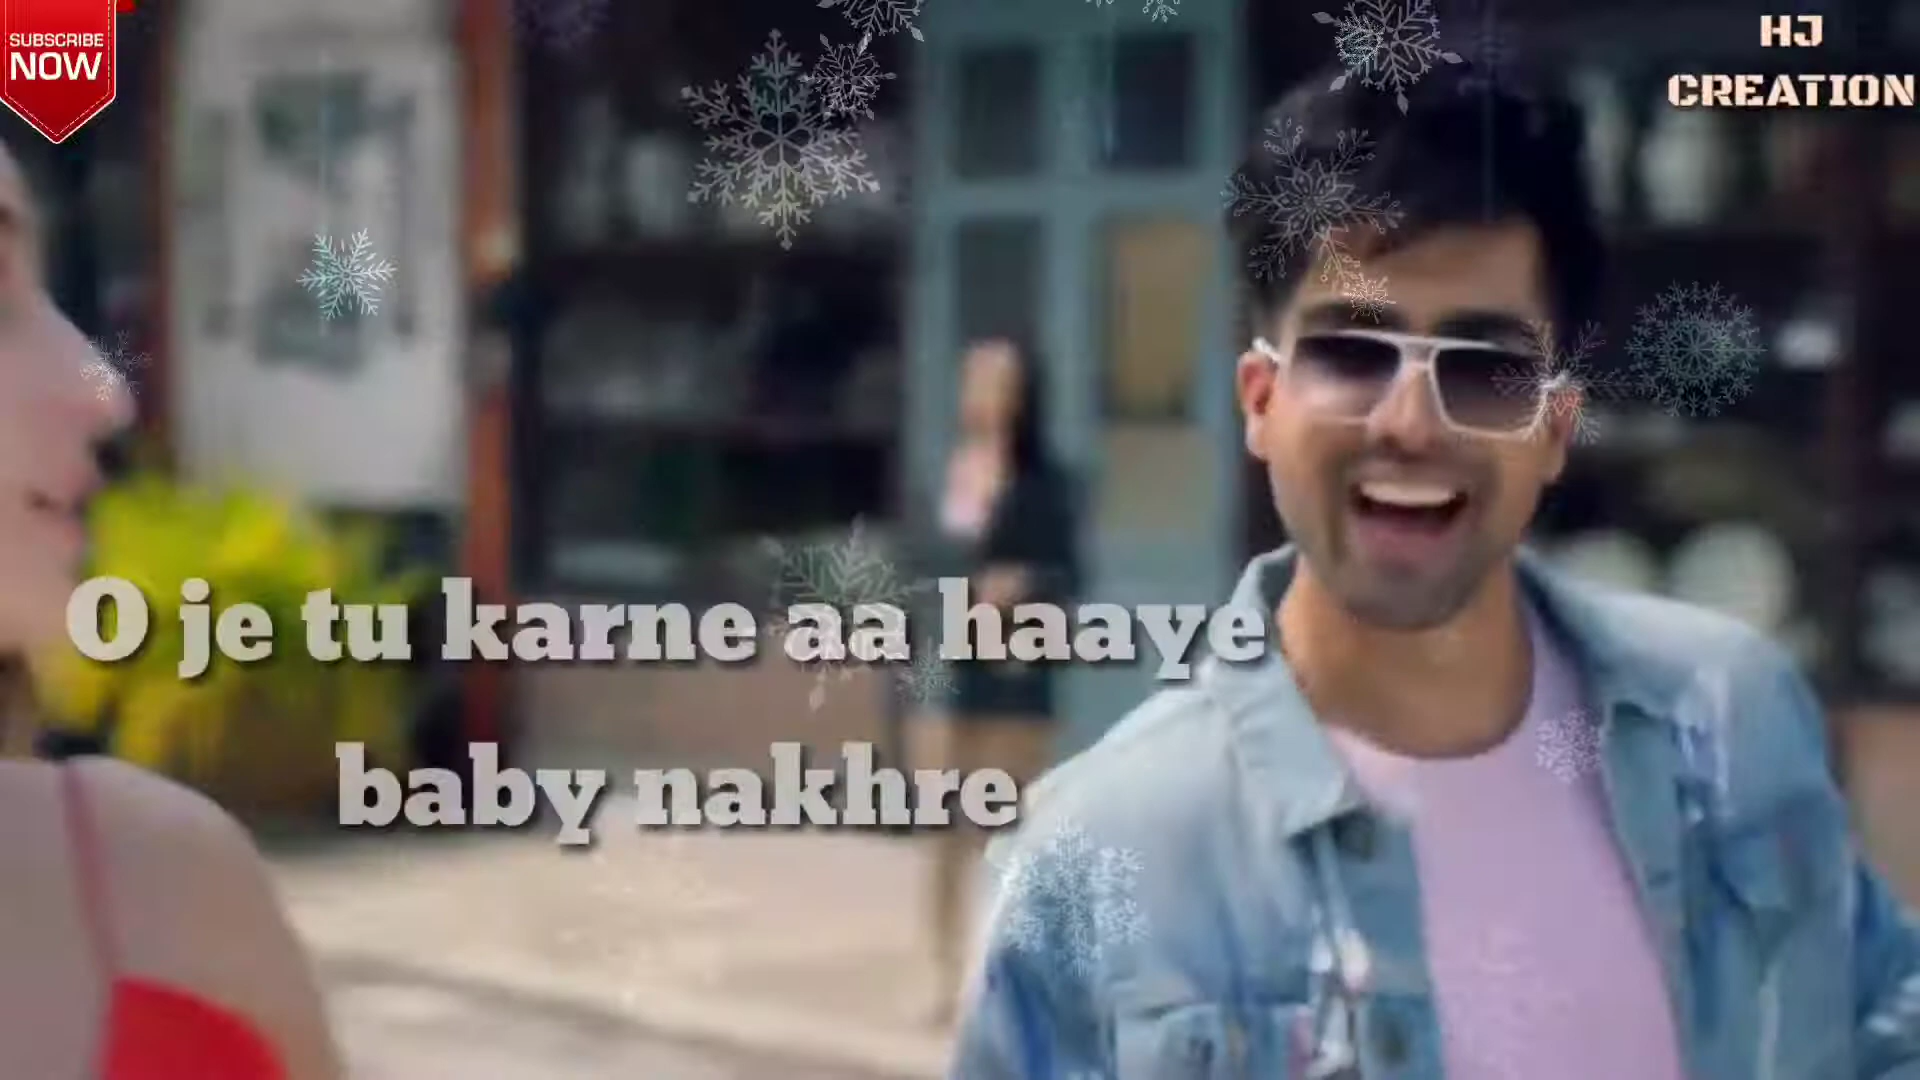 SUBSCRIBE
NOW
HJ
CREATION
O je tu karne aa haaye
baby nakhre